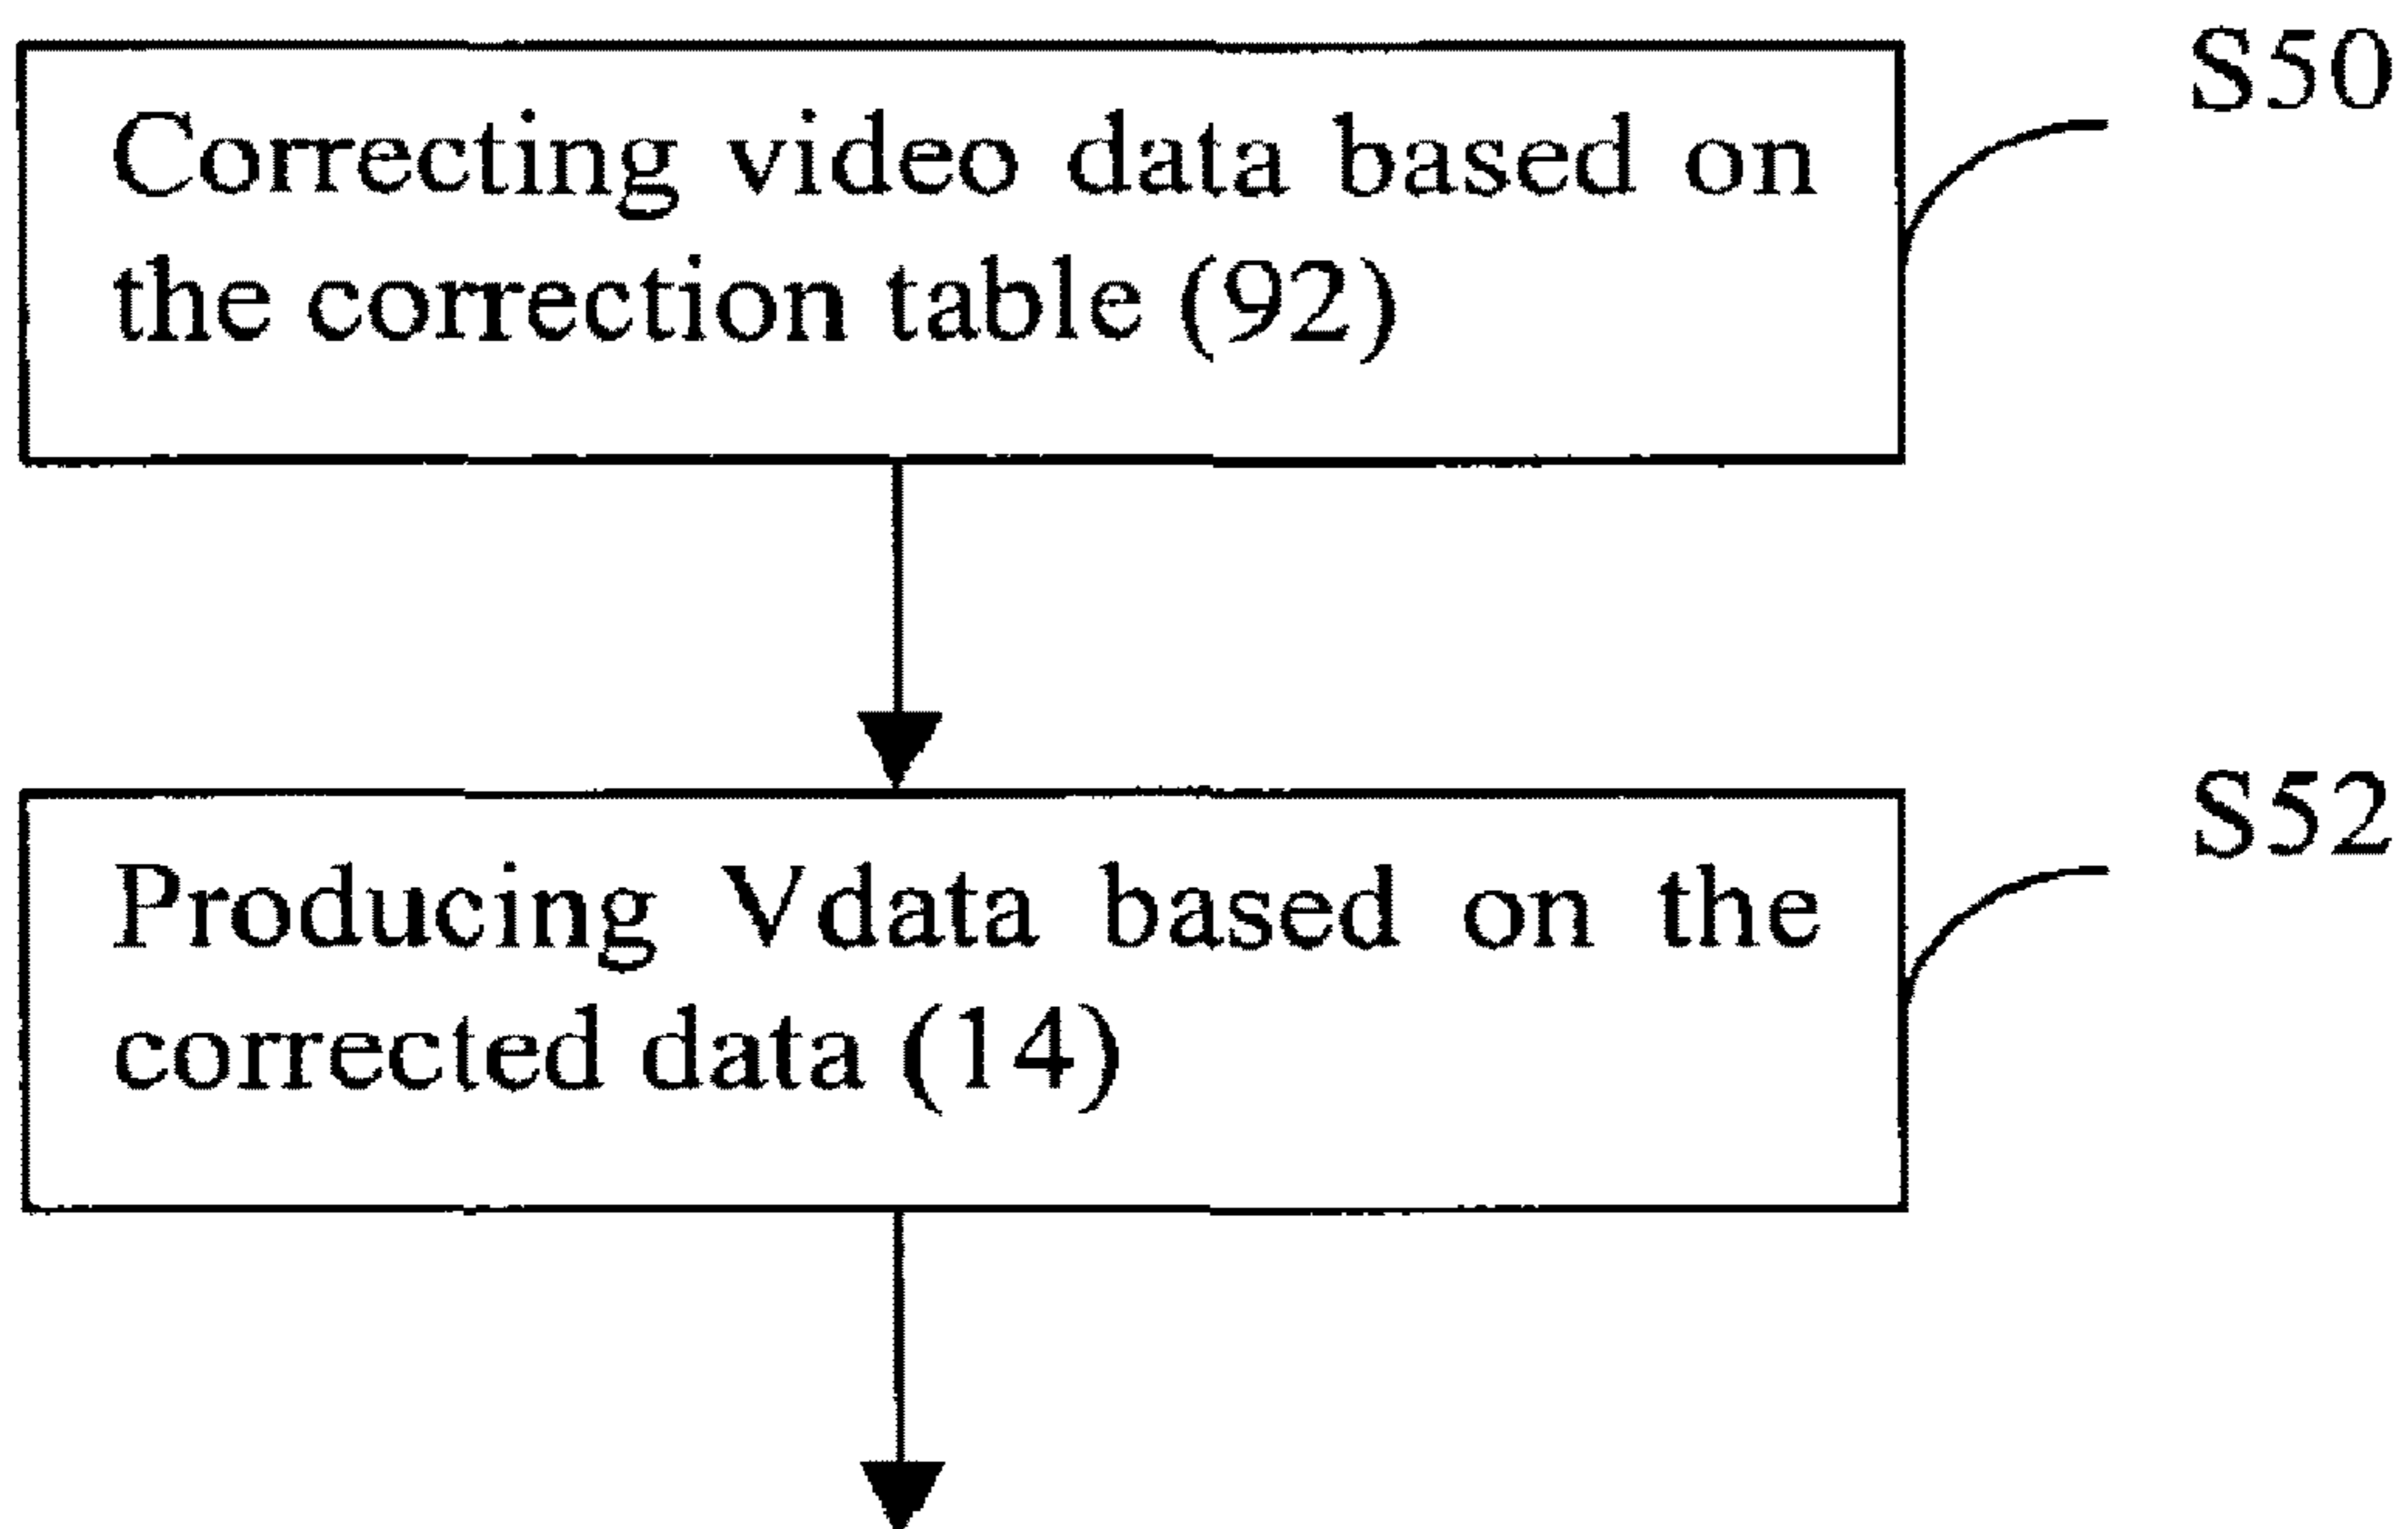 S50
Correcting video data based on
the correction table (92)
S52
Producing Vdata based on the
corrected data (14)